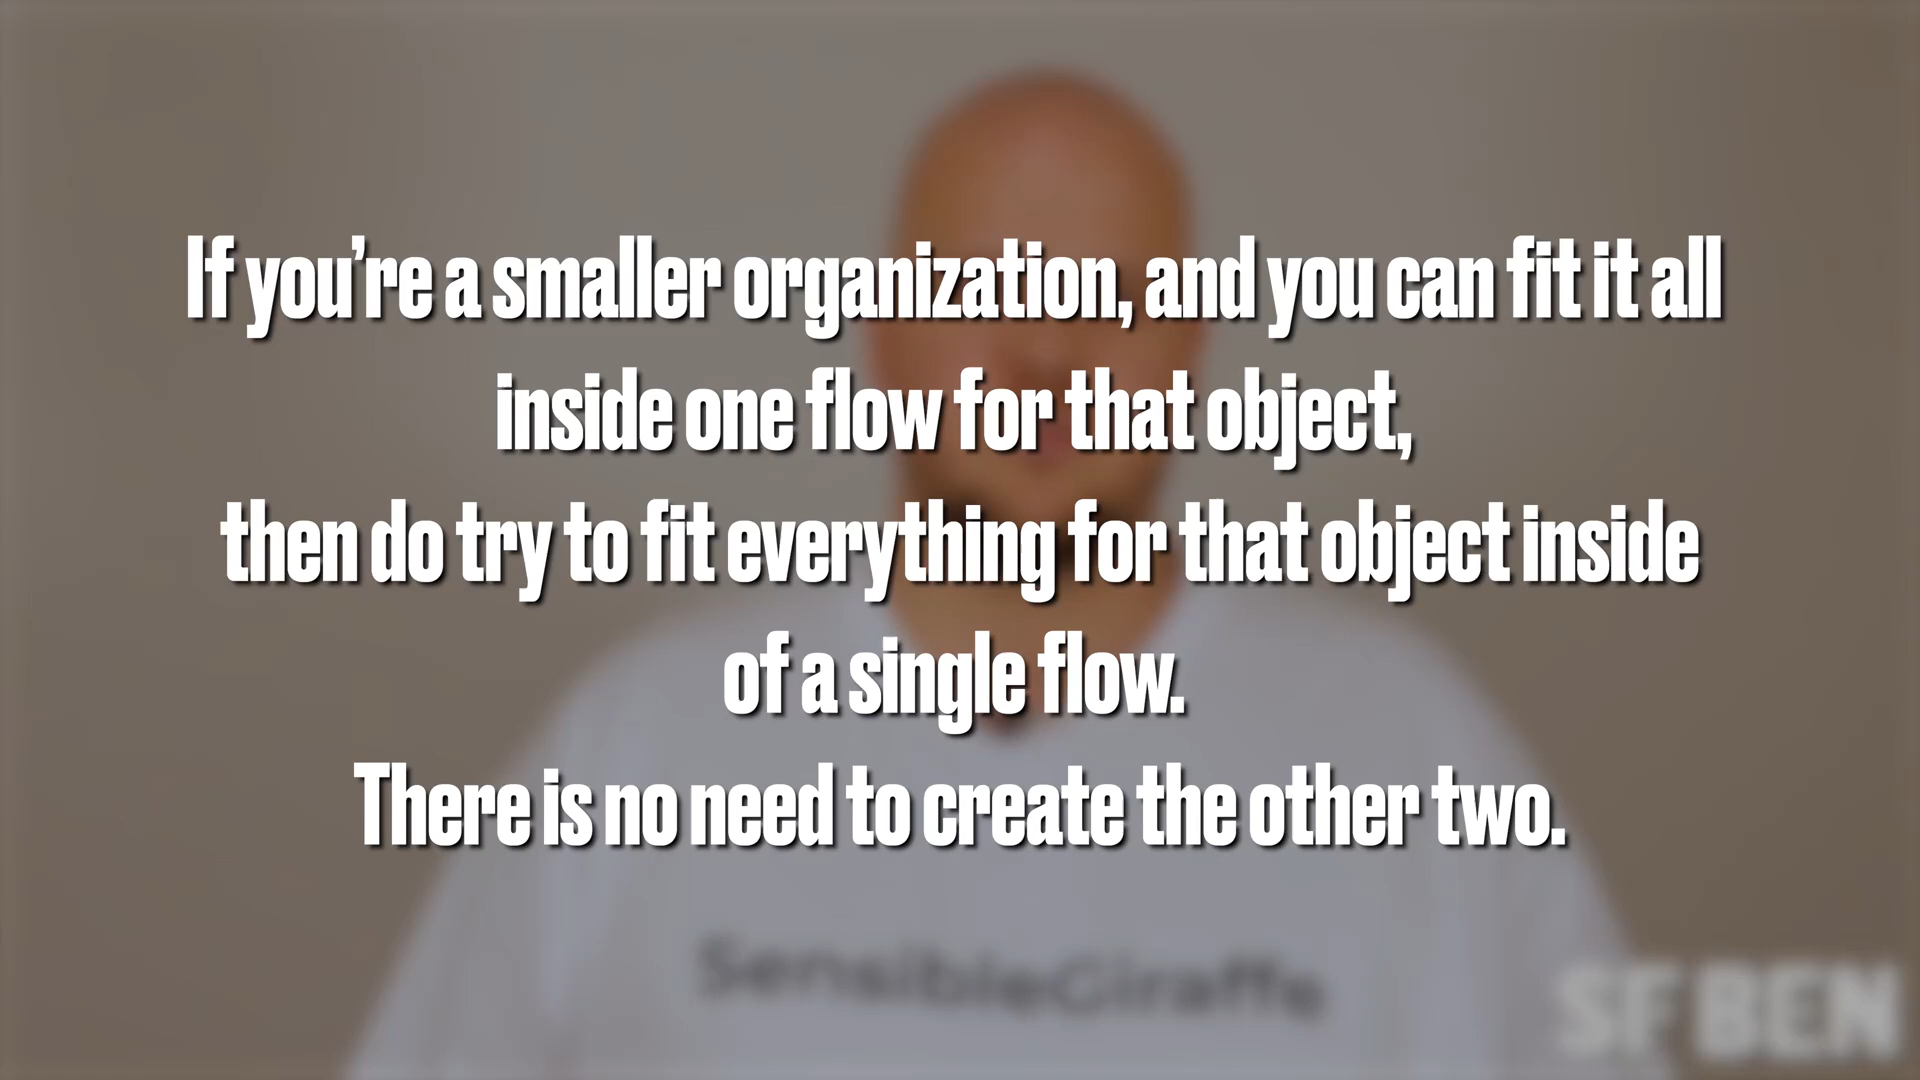 If you’re a smaller organization, and you can fit it all
inside one flow for that object,
then do try to fit everything for that object inside
of a single flow.
There is no need to create the other two.
SensibleGiraffe
SF BEN